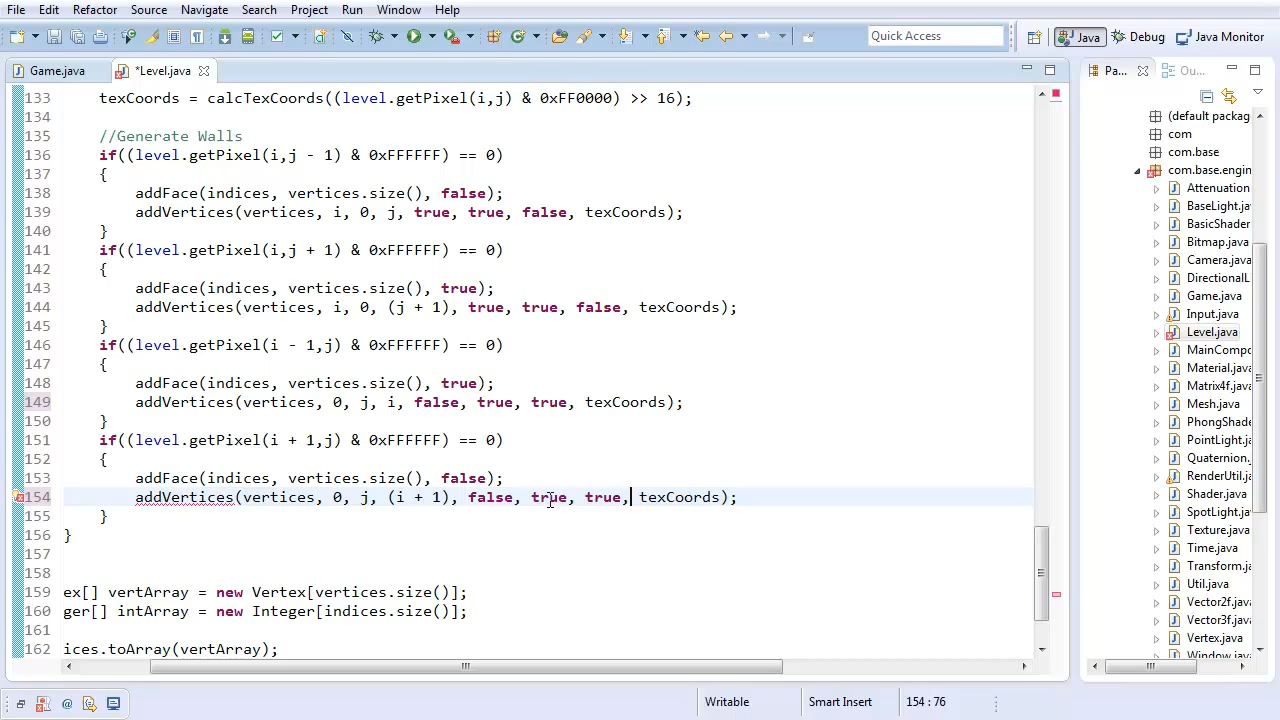 File Edit Refactor Source Navigate Search Project Run Window Help
Quick Access
Java Debug Java Monitor
Game.java *Level.java
Pa... Ou...
133 texCoords = calcTexCoords((level.getPixel(i,j) & 0xFF0000) >> 16);
134
135 //Generate Walls
136 if((level.getPixel(i,j - 1) & 0xFFFFFF) == 0)
137 {
138 addFace(indices, vertices.size(), false);
139 addVertices(vertices, i, 0, j, true, true, false, texCoords);
140 }
141 if((level.getPixel(i,j + 1) & 0xFFFFFF) == 0)
142 {
143 addFace(indices, vertices.size(), true);
144 addVertices(vertices, i, 0, (j + 1), true, true, false, texCoords);
145 }
146 if((level.getPixel(i - 1,j) & 0xFFFFFF) == 0)
147 {
148 addFace(indices, vertices.size(), true);
149 addVertices(vertices, 0, j, i, false, true, true, texCoords);
150 }
151 if((level.getPixel(i + 1,j) & 0xFFFFFF) == 0)
152 {
153 addFace(indices, vertices.size(), false);
154 addVertices(vertices, 0, j, (i + 1), false, true, true, texCoords);
155 }
156 }
157
158
159 ex[] vertArray = new Vertex[vertices.size()];
160 ger[] intArray = new Integer[indices.size()];
161
162 ices.toArray(vertArray);
(default packag
com
com.base
com.base.engin
Attenuation
BaseLight.ja
BasicShader
Bitmap.java
Camera.java
DirectionalL
Game.java
Input.java
Level.java
MainCompo
Material.java
Matrix4f.java
Mesh.java
PhongShade
PointLight.j
Quaternion.
RenderUtil.j
Shader.java
SpotLight.j
Texture.java
Time.java
Transform.j
Util.java
Vector2f.jav
Vector3f.jav
Vertex.java
Window.java
Writable Smart Insert 154 : 76